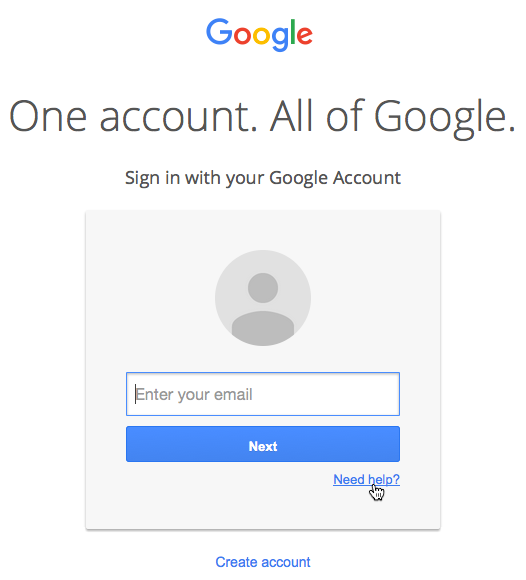 Google
One account. All of Google.
Sign in with your Google Account
Enter your email
Next
Need help?
Create account